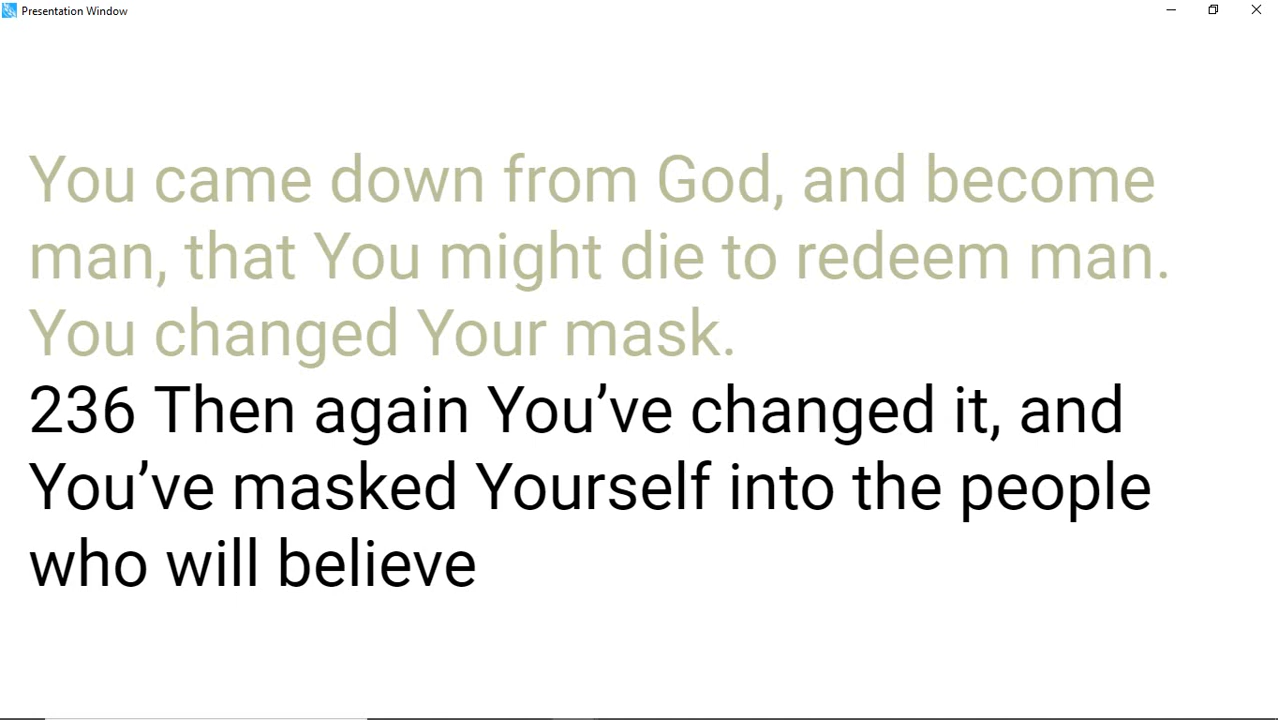 Presentation Window
You came down from God, and become
man, that You might die to redeem man.
You changed Your mask.
236 Then again You’ve changed it, and
You’ve masked Yourself into the people
who will believe